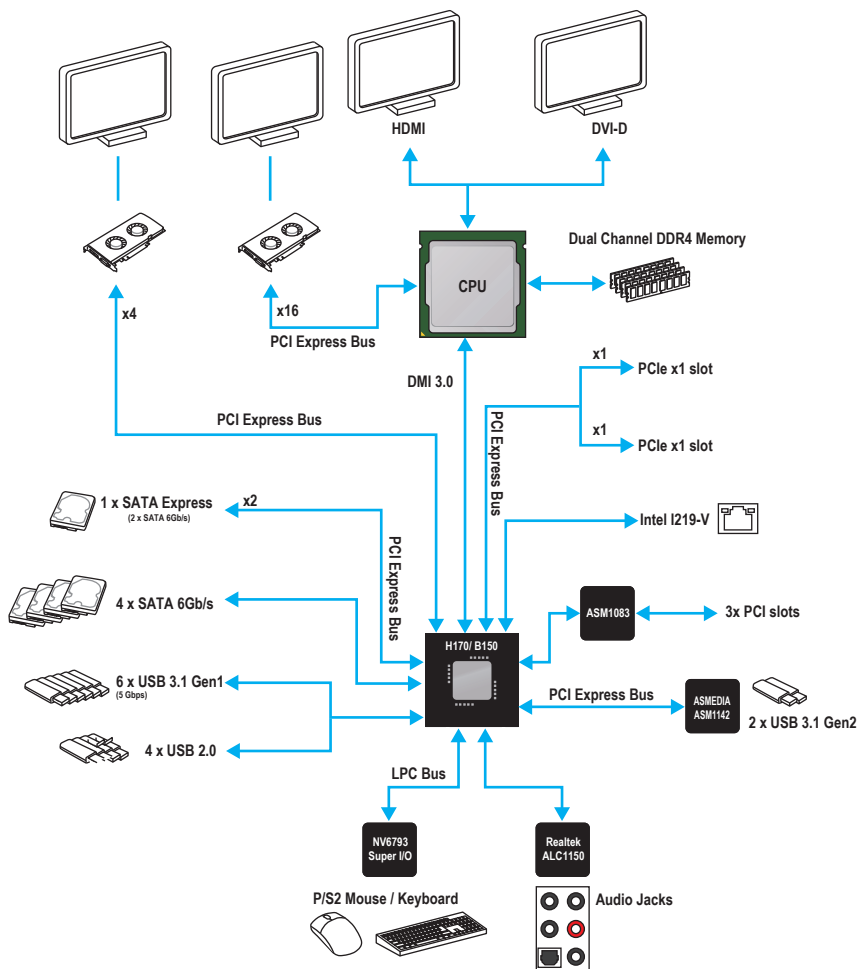 HDMI
DVI-D
Dual Channel DDR4 Memory
CPU
x4
x16
PCI Express Bus
DMI 3.0
x1
PCIe x1 slot
PCI Express Bus
PCI Express Bus
x1
PCIe x1 slot
1 x SATA Express
(2 x SATA 6Gb/s)
x2
Intel I219-V
PCI Express Bus
4 x SATA 6Gb/s
ASM1083
3x PCI slots
H170/ B150
6 x USB 3.1 Gen1
(5 Gbps)
PCI Express Bus
ASMEDIA
ASM1142
2 x USB 3.1 Gen2
4 x USB 2.0
LPC Bus
NV6793
Super I/O
Realtek
ALC1150
P/S2 Mouse / Keyboard
Audio Jacks